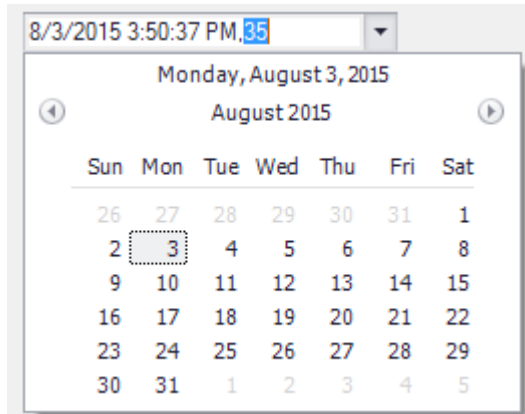 8/3/2015 3:50:37 PM,35
Monday, August 3, 2015
August 2015
Sun Mon Tue Wed Thu Fri Sat
26 27 28 29 30 31 1
2 3 4 5 6 7 8
9 10 11 12 13 14 15
16 17 18 19 20 21 22
23 24 25 26 27 28 29
30 31 1 2 3 4 5